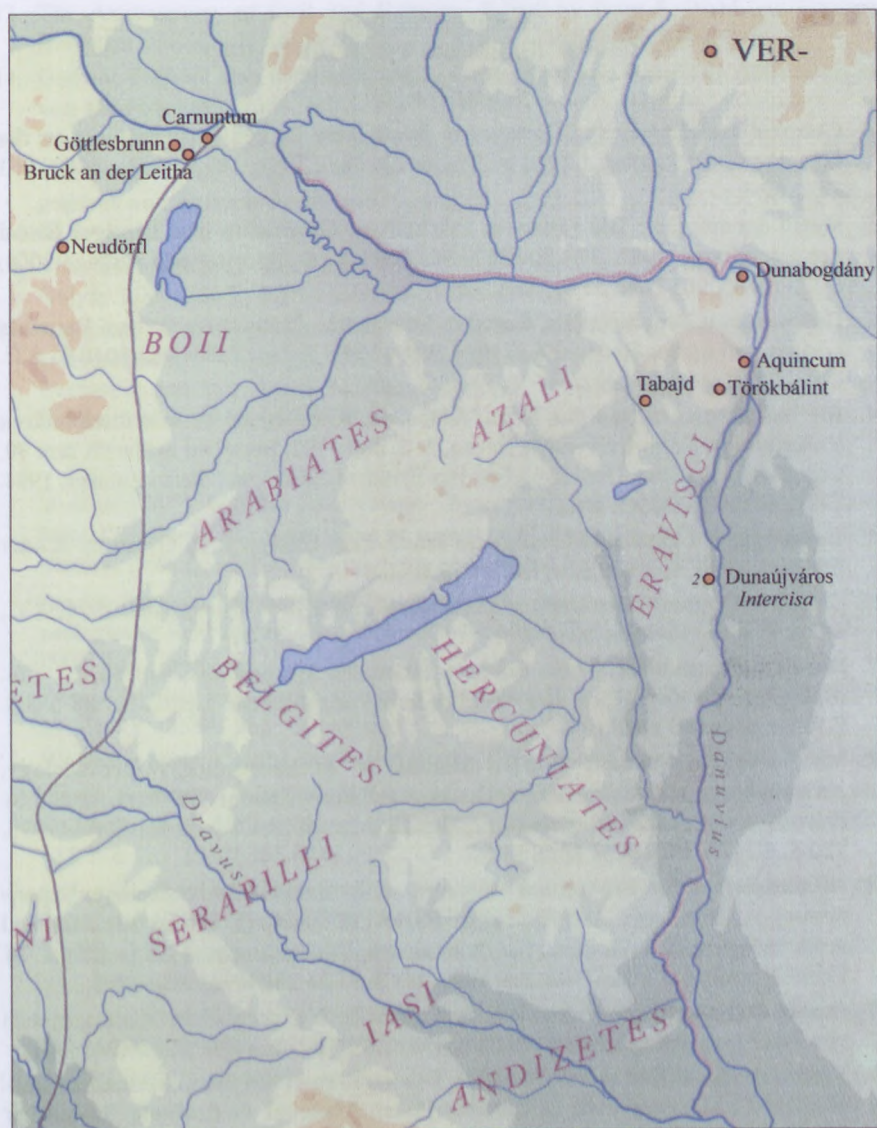 VER-
Carnuntum
Göttlesbrunn
Bruck an der Leitha
Neudörfl
Dunabogdány
BOII
Aquincum
Tabajd
Törökbálint
AZALI
ARABIATES
ERAVISCI
2 Dunaújváros
Intercisa
ETES
BELGITES
HERCUNIATES
Danuvius
Dravus
SERAPILLI
NI
IASI
ANDIZETES